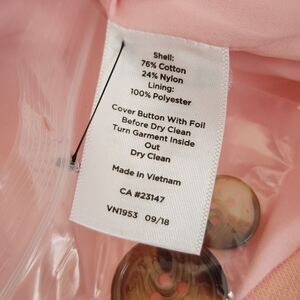 Shell:
76% Cotton
24% Nylon
Lining:
100% Polyester
Cover Button With Foil
Before Dry Clean
Turn Garment Inside
Out
Dry Clean
Made In Vietnam
CA #23147
VN1953 09/18